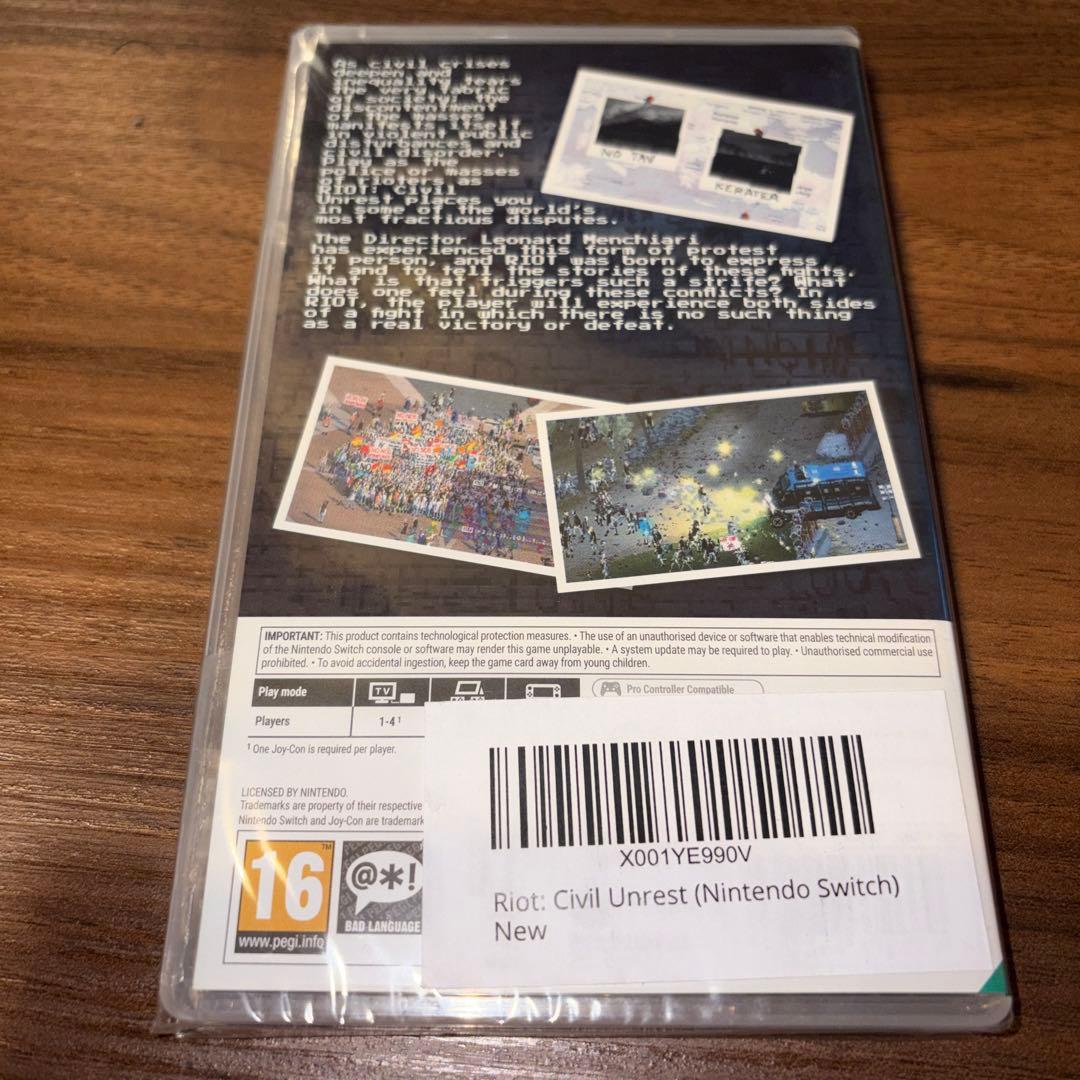 As civil crises
deepen and
inequality tears
the very fabric
of society; the
discontentment
of the masses
manifests itself
in violent public
disturbances and
civil disorder.
Play as the
police or masses
of rioters as
RIOT: Civil
Unrest places you
in some of the world's
most fractious disputes.
NO TAV
KERATEA
The Director Leonard Menchiari
has experienced this form of protest
in person, and RIOT was born to express
it and to tell the stories of these fights.
What is that triggers such a strife? What
does one feel during these conflicts? In
RIOT, the player will experience both sides
of a fight in which there is no such thing
as a real victory or defeat.
IMPORTANT: This product contains technological protection measures. • The use of an unauthorised device or software that enables technical modification
of the Nintendo Switch console or software may render this game unplayable. • A system update may be required to play. • Unauthorised commercial use
prohibited. • To avoid accidental ingestion, keep the game card away from young children.
Play mode
TV
Pro Controller Compatible
Players
1-4¹
¹ One Joy-Con is required per player.
LICENSED BY NINTENDO.
Trademarks are property of their respective
Nintendo Switch and Joy-Con are trademark
16
TM
www.pegi.info
@*!
BAD LANGUAGE
X001YE990V
Riot: Civil Unrest (Nintendo Switch)
New